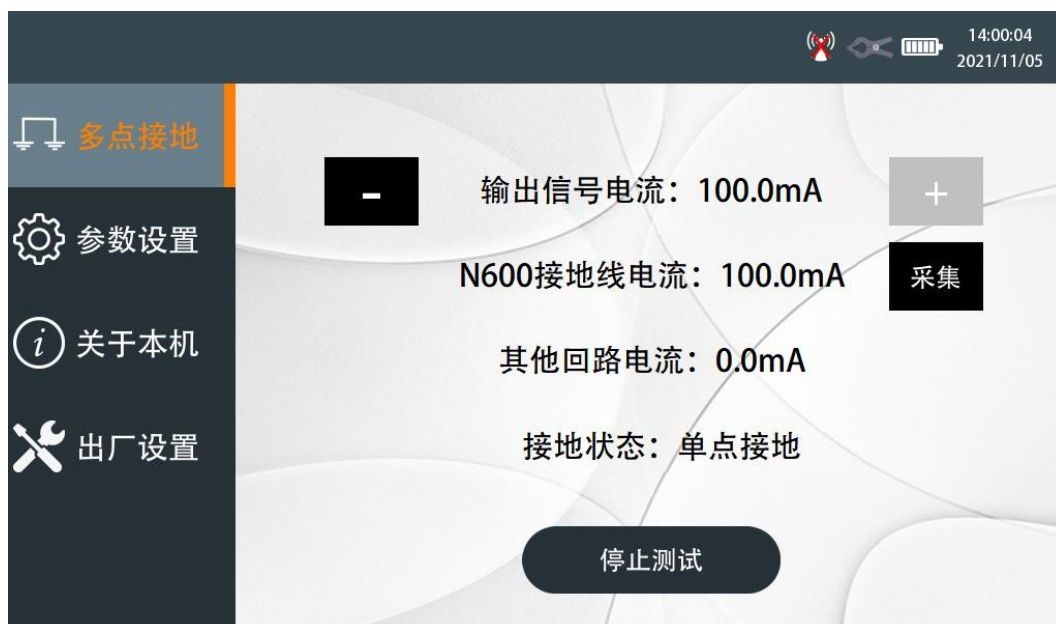 14:00:04
2021/11/05
多点接地
参数设置
关于本机
出厂设置
- 输出信号电流：100.0mA +
N600接地线电流：100.0mA 采集
其他回路电流：0.0mA
接地状态：单点接地
停止测试